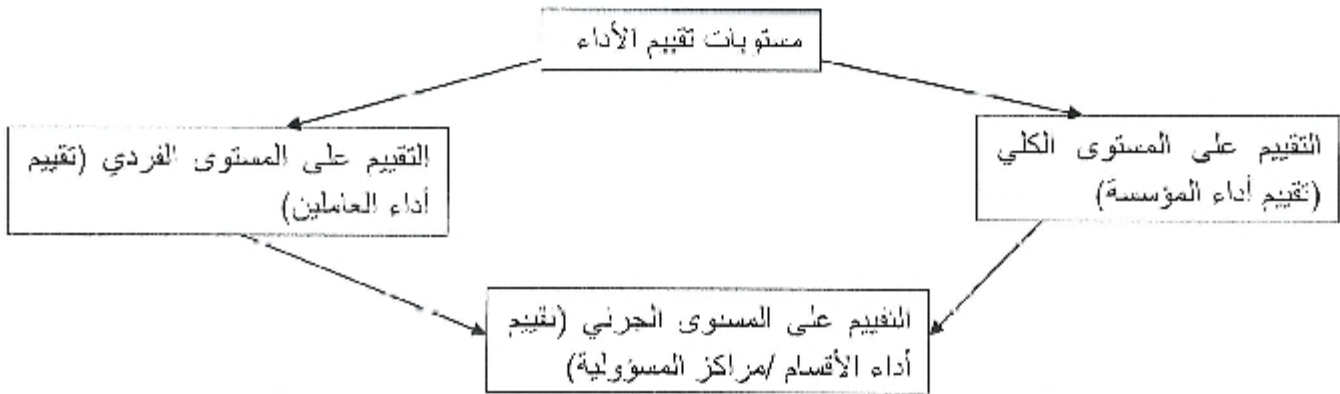 مستويات تقييم الأداء
التقييم على المستوى الكلي
(تقييم أداء المؤسسة)
التقييم على المستوى الفردي (تقييم
أداء العاملين)
التقييم على المستوى الجزئي (تقييم
أداء الأقسام /مراكز المسؤولية)